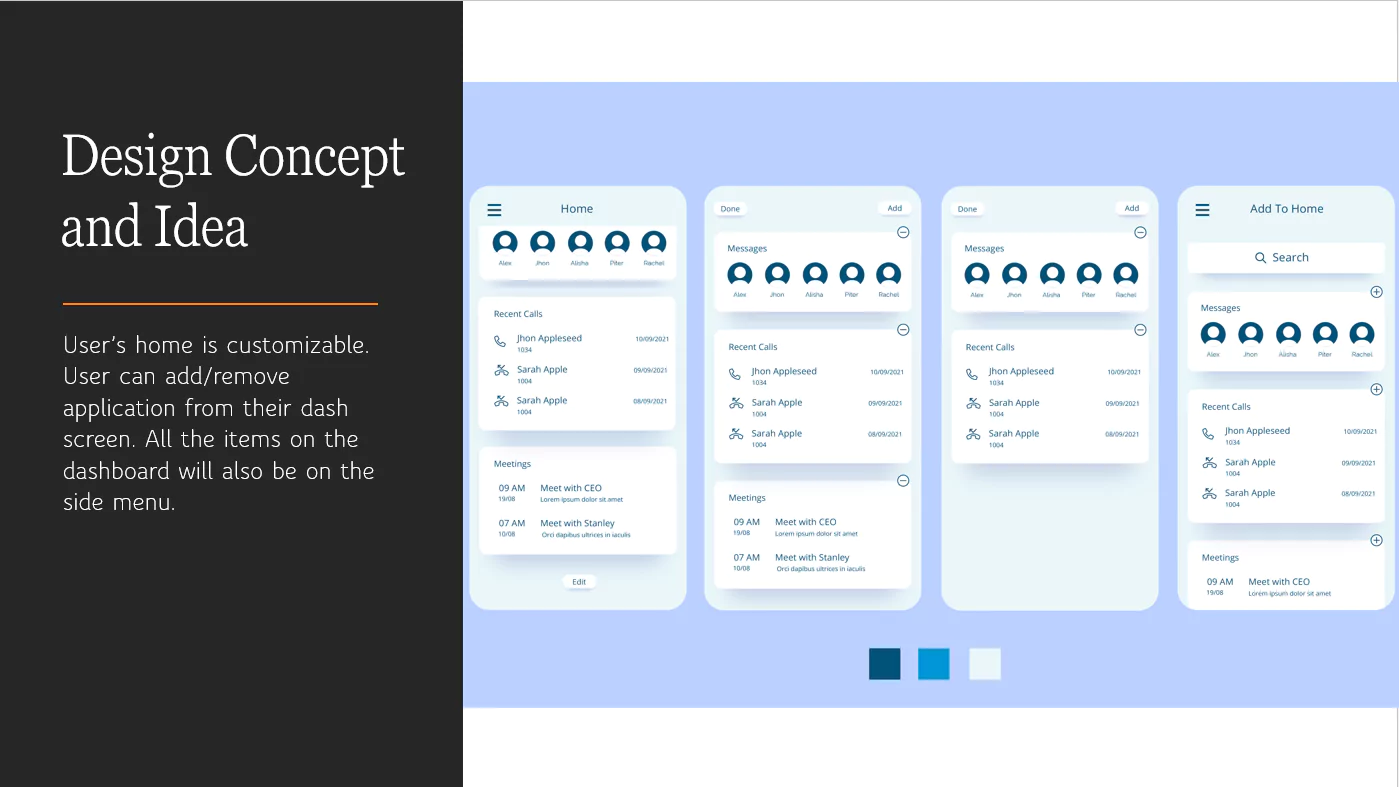 Design Concept
and Idea
User's home is customizable.
User can add/remove
application from their dash
screen. All the items on the
dashboard will also be on the
side menu.
Home
Alex Jhon Alisha Piter Rachel
Recent Calls
Jhon Appleseed 10/09/2021
1034
Sarah Apple 09/09/2021
1004
Sarah Apple 08/09/2021
1004
Meetings
09 AM Meet with CEO
19/08 Lorem ipsum dolor sit amet
07 AM Meet with Stanley
10/08 Orci dapibus ultrices in iaculis
Edit
Done Add
Messages
Alex Jhon Alisha Piter Rachel
Recent Calls
Jhon Appleseed 10/09/2021
1034
Sarah Apple 09/09/2021
1004
Sarah Apple 08/09/2021
1004
Meetings
09 AM Meet with CEO
19/08 Lorem ipsum dolor sit amet
07 AM Meet with Stanley
10/08 Orci dapibus ultrices in iaculis
Done Add
Messages
Alex Jhon Alisha Piter Rachel
Recent Calls
Jhon Appleseed 10/09/2021
1034
Sarah Apple 09/09/2021
1004
Sarah Apple 08/09/2021
1004
Add To Home
Search
Messages
Alex Jhon Alisha Piter Rachel
Recent Calls
Jhon Appleseed 10/09/2021
1034
Sarah Apple 09/09/2021
1004
Sarah Apple 08/09/2021
1004
Meetings
09 AM Meet with CEO
19/08 Lorem ipsum dolor sit amet